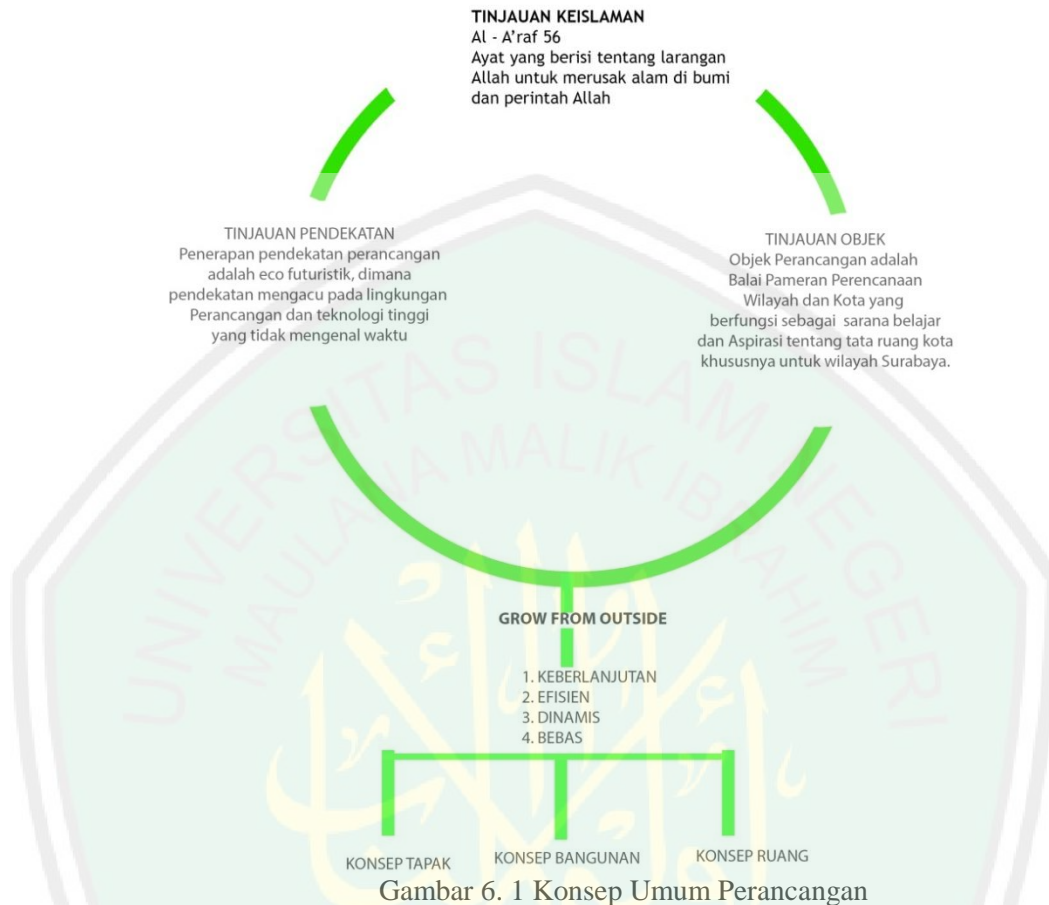 TINJAUAN KEISLAMAN
Al - A'raf 56
Ayat yang berisi tentang larangan
Allah untuk merusak alam di bumi
dan perintah Allah
TINJAUAN PENDEKATAN
Penerapan pendekatan perancangan
adalah eco futuristik, dimana
pendekatan mengacu pada lingkungan
Perancangan dan teknologi tinggi
yang tidak mengenal waktu
TINJAUAN OBJEK
Objek Perancangan adalah
Balai Pameran Perencanaan
Wilayah dan Kota yang
berfungsi sebagai sarana belajar
dan Aspirasi tentang tata ruang kota
khususnya untuk wilayah Surabaya.
UNIVERSITAS ISLAM NEGERI
MAULANA MALIK IBRAHIM
GROW FROM OUTSIDE
1. KEBERLANJUTAN
2. EFISIEN
3. DINAMIS
4. BEBAS
KONSEP TAPAK
KONSEP BANGUNAN
KONSEP RUANG
Gambar 6. 1 Konsep Umum Perancangan